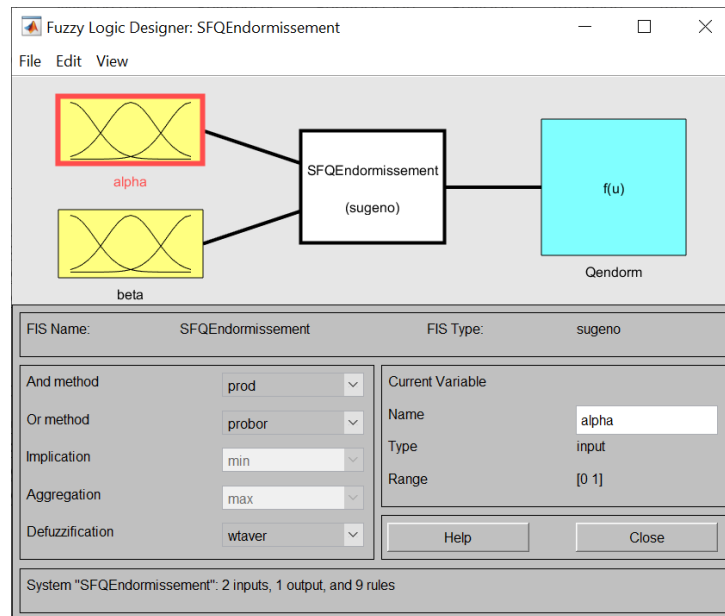 Fuzzy Logic Designer: SFQEndormissement
File Edit View
alpha
beta
SFQEndormissement
(sugeno)
f(u)
Qendorm
FIS Name: SFQEndormissement FIS Type: sugeno
And method prod
Or method probor
Implication min
Aggregation max
Defuzzification wtaver
Current Variable
Name alpha
Type input
Range [0 1]
Help Close
System "SFQEndormissement": 2 inputs, 1 output, and 9 rules